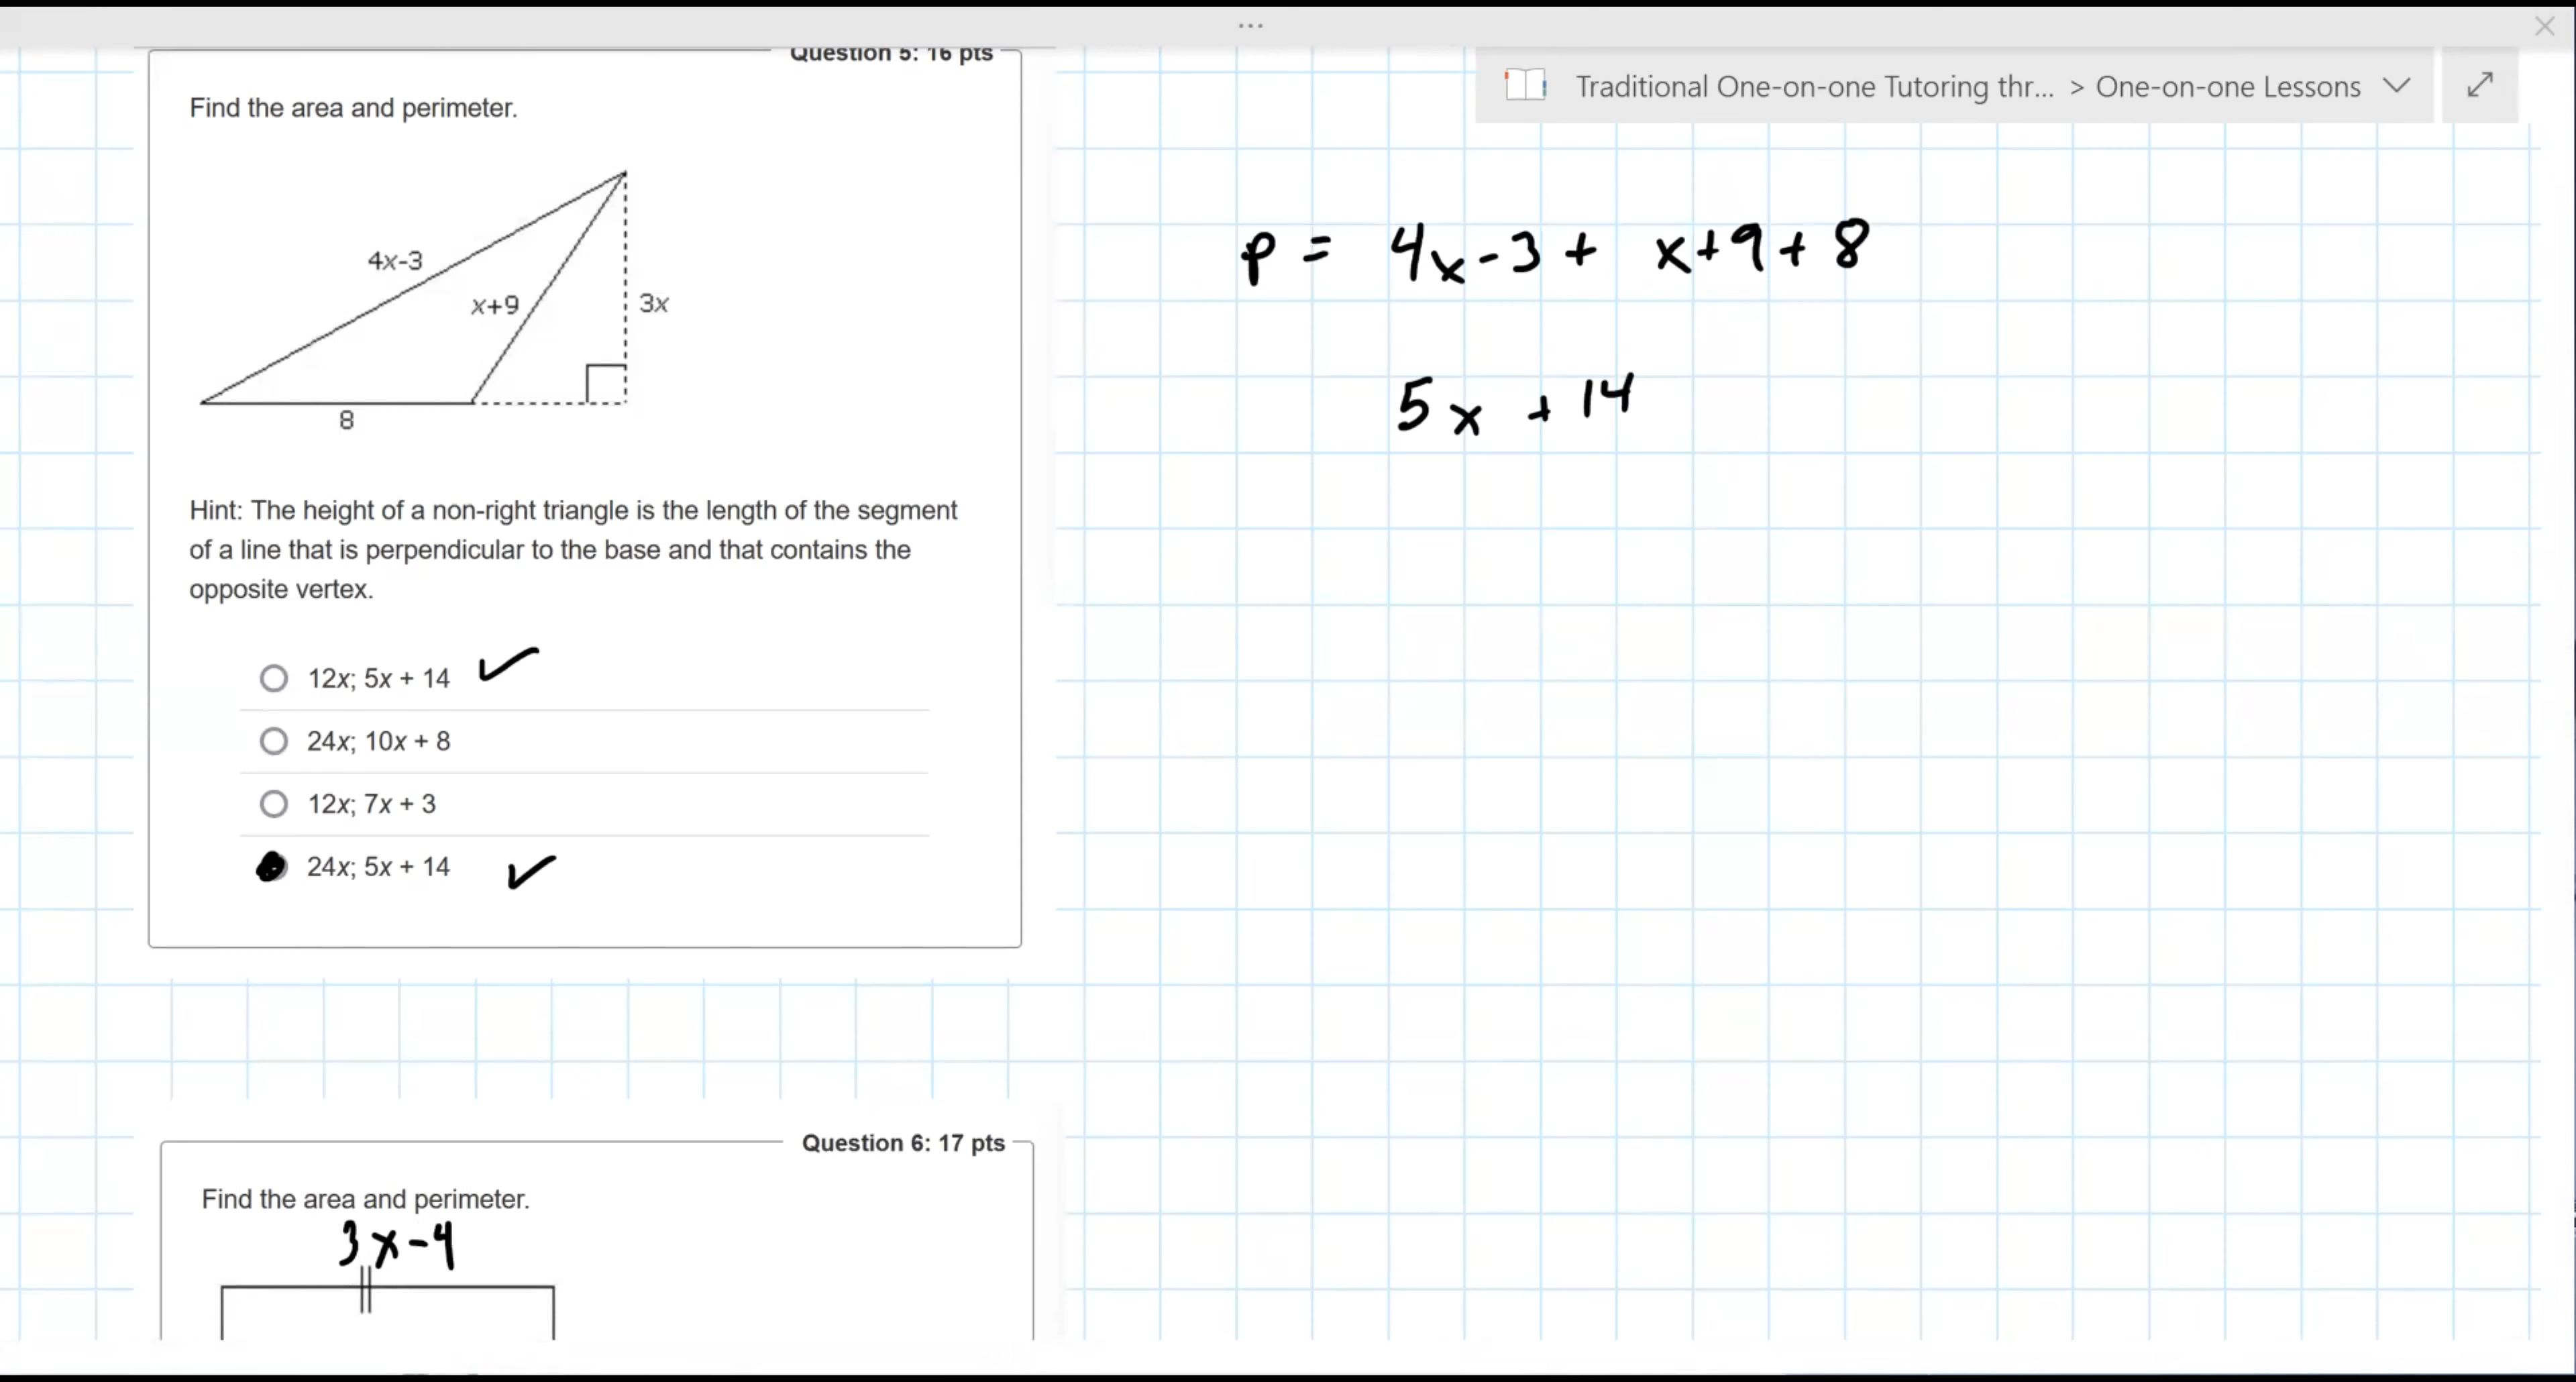 ...
Question 5: 16 pts
Traditional One-on-one Tutoring thr... > One-on-one Lessons
Find the area and perimeter.
4x-3
x+9
3x
8
p = 4x-3+ x+9+8
5x + 14
Hint: The height of a non-right triangle is the length of the segment
of a line that is perpendicular to the base and that contains the
opposite vertex.
12x; 5x + 14
24x; 10x + 8
12x; 7x + 3
24x; 5x + 14
Question 6: 17 pts
Find the area and perimeter.
3x-4